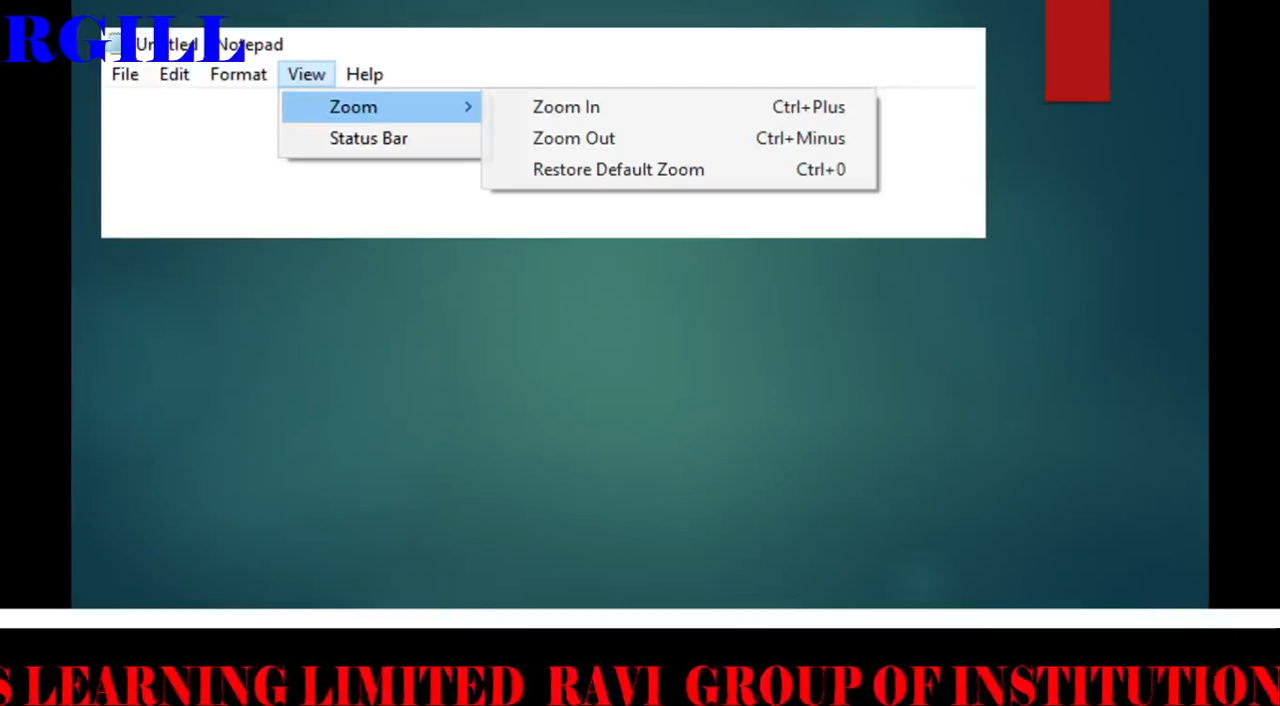 RGILL
Untitled - Notepad
File Edit Format View Help
Zoom
Status Bar
Zoom In Ctrl+Plus
Zoom Out Ctrl+Minus
Restore Default Zoom Ctrl+0
S LEARNING LIMITED RAVI GROUP OF INSTITUTION